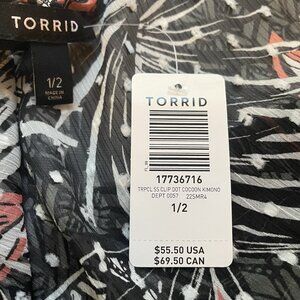 TORRID
1/2
MADE IN
CHINA
TORRID
17736716
TRPCL SS CLIP DOT COCOON KIMONO
DEPT 0057 22SMR4
1/2
$55.50 USA
$69.50 CAN